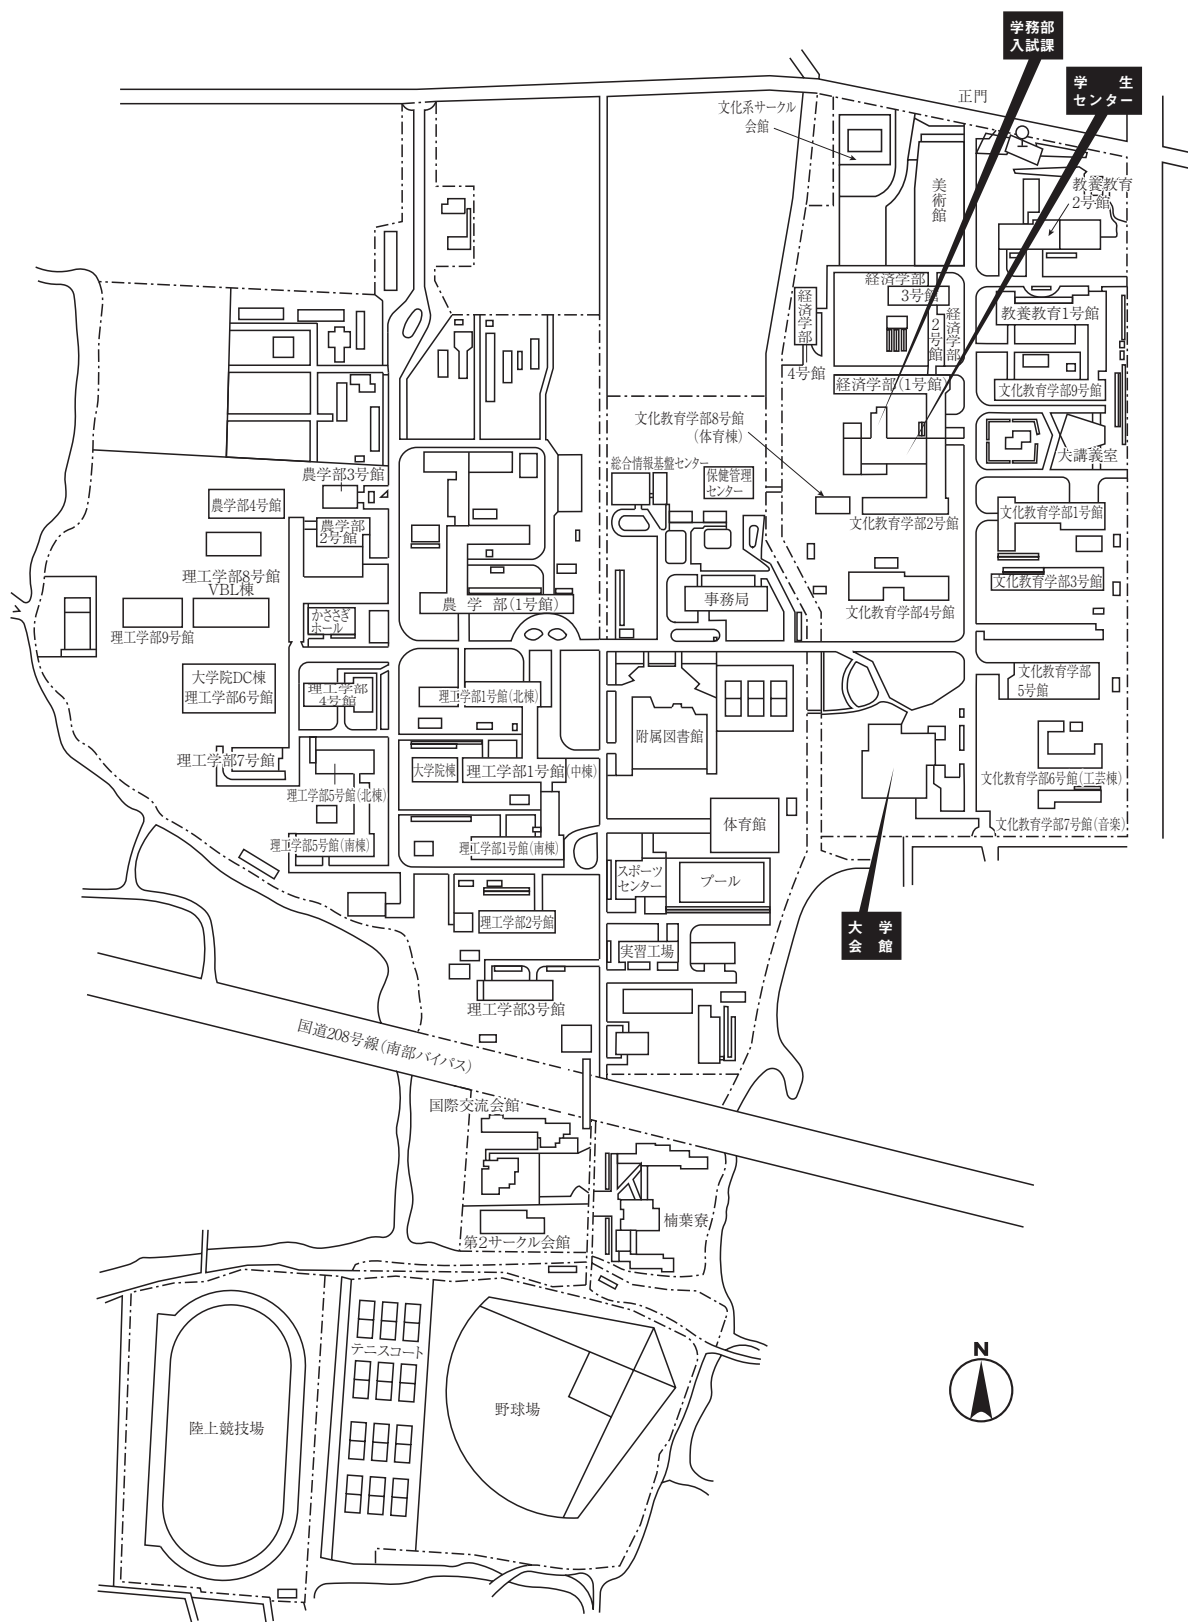 学務部
入試課
学 生
センター
正門
文化系サークル
会館
美術館
教養教育
2号館
経済学部
3号館
経済学部
2号館
経済学部
4号館
経済学部(1号館)
教養教育1号館
文化教育学部9号館
文化教育学部8号館
(体育棟)
大講義室
総合情報基盤センター
保健管理
センター
農学部3号館
農学部4号館
農学部
2号館
文化教育学部2号館
文化教育学部1号館
理工学部8号館
VBL棟
文化教育学部3号館
農 学 部(1号館)
事務局
かささぎ
ホール
文化教育学部4号館
理工学部9号館
大学院DC棟
理工学部6号館
理工学部
4号館
理工学部1号館(北棟)
文化教育学部
5号館
附属図書館
理工学部7号館
大学院棟
理工学部1号館(中棟)
文化教育学部6号館(工芸棟)
理工学部5号館(北棟)
体育館
文化教育学部7号館(音楽)
理工学部5号館(南棟)
理工学部1号館(南棟)
スポーツ
センター
プール
理工学部2号館
大 学
会 館
実習工場
理工学部3号館
国道208号線(南部バイパス)
国際交流会館
楠葉寮
第2サークル会館
テニスコート
N
野球場
陸上競技場